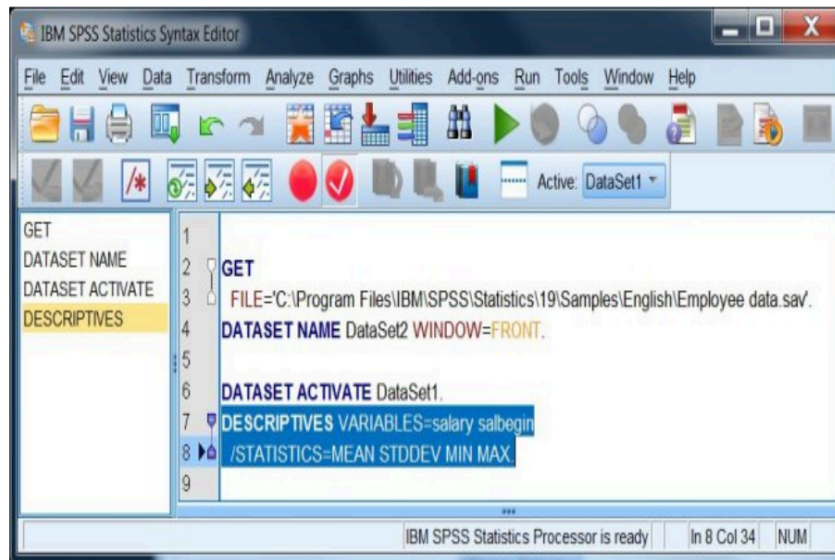 IBM SPSS Statistics Syntax Editor
File Edit View Data Transform Analyze Graphs Utilities Add-ons Run Tools Window Help
Active: DataSet1
GET
DATASET NAME
DATASET ACTIVATE
DESCRIPTIVES
1
2 GET
3 FILE='C:\Program Files\IBM\SPSS\Statistics\19\Samples\English\Employee data.sav'.
4 DATASET NAME DataSet2 WINDOW=FRONT.
5
6 DATASET ACTIVATE DataSet1.
7 DESCRIPTIVES VARIABLES=salary salbegin
8 /STATISTICS=MEAN STDDEV MIN MAX.
9
IBM SPSS Statistics Processor is ready In 8 Col 34 NUM